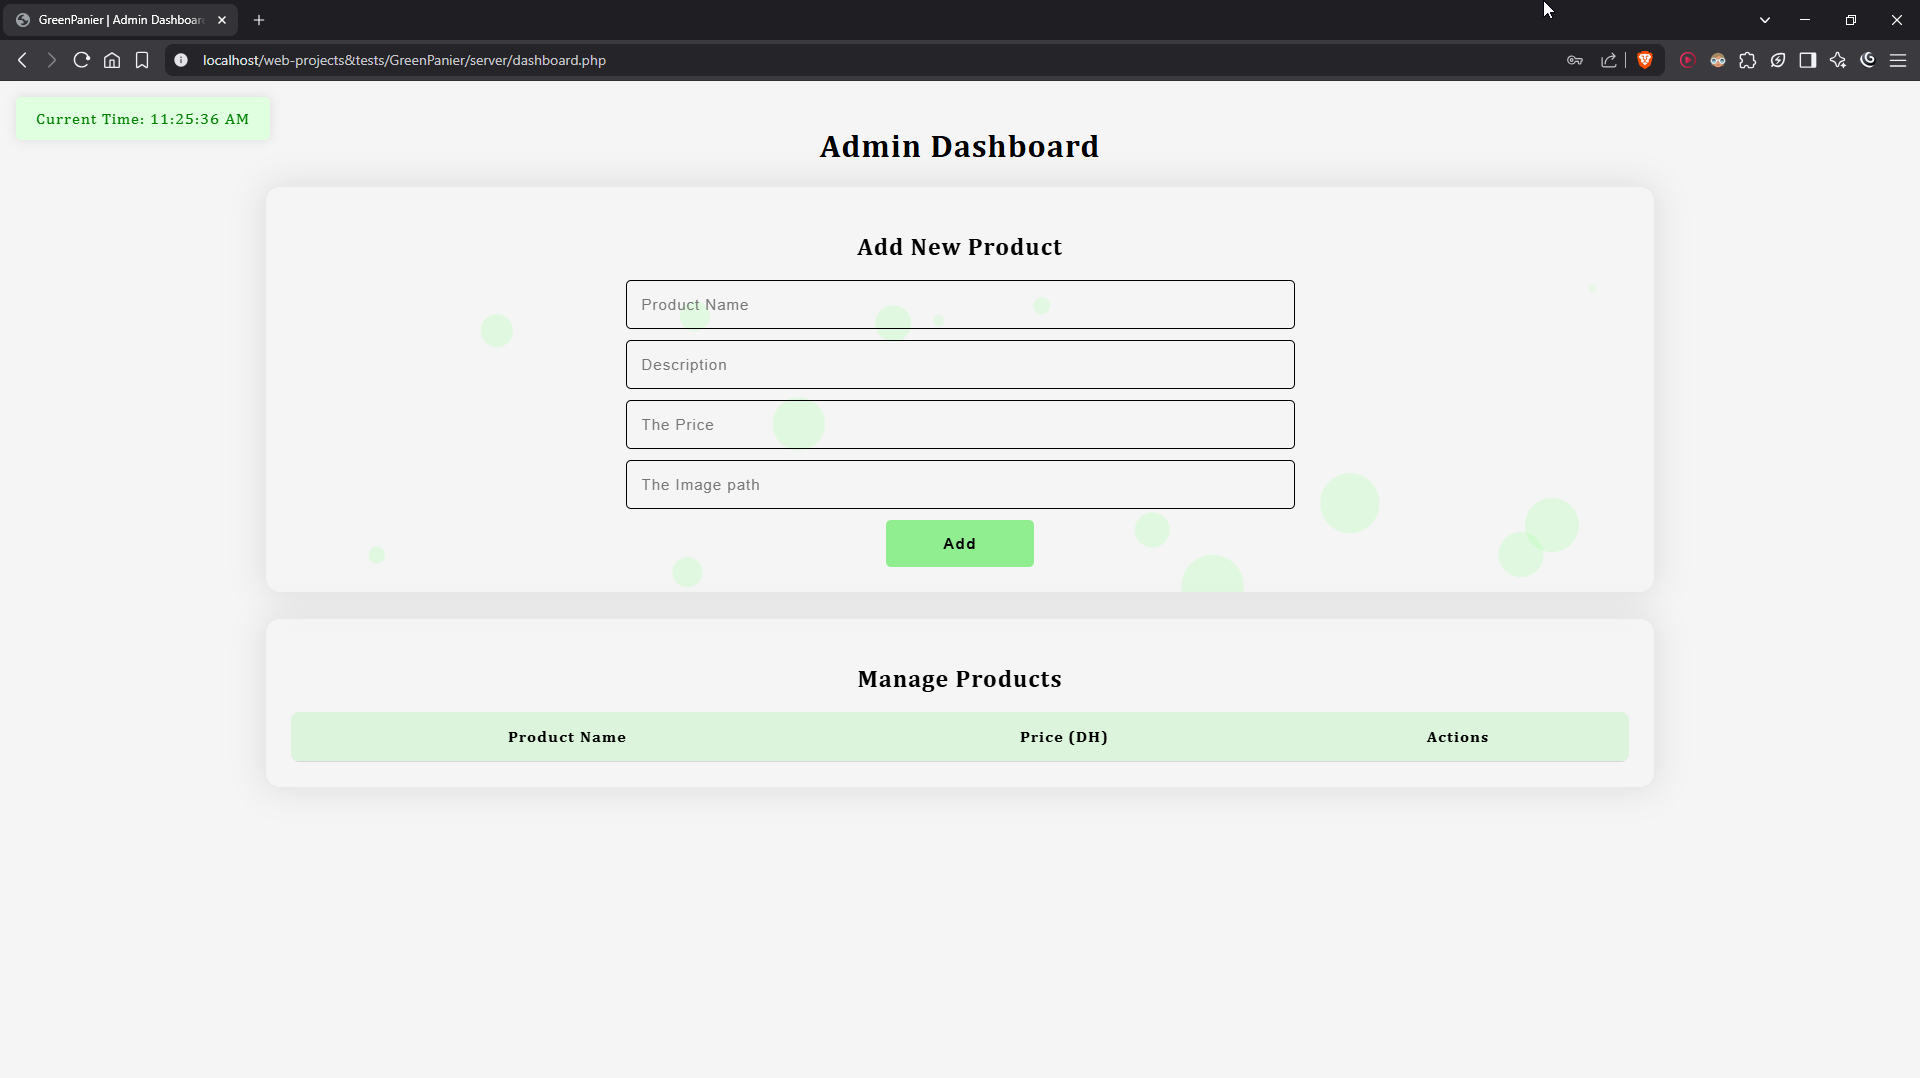 GreenPanier | Admin Dashboar
localhost/web-projects&tests/GreenPanier/server/dashboard.php
Current Time: 11:25:36 AM
Admin Dashboard
Add New Product
Product Name
Description
The Price
The Image path
Add
Manage Products
Product Name Price (DH) Actions